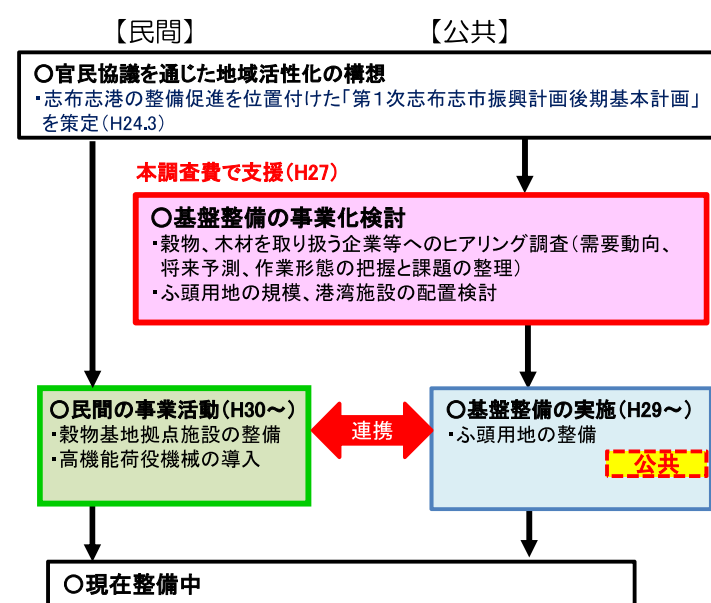 【民間】
【公共】
○官民協議を通じた地域活性化の構想
・志布志港の整備促進を位置付けた「第1次志布志市振興計画後期基本計画」
を策定(H24.3)
本調査費で支援(H27)
○基盤整備の事業化検討
・穀物、木材を取り扱う企業等へのヒアリング調査(需要動向、
将来予測、作業形態の把握と課題の整理)
・ふ頭用地の規模、港湾施設の配置検討
○民間の事業活動(H30~)
・穀物基地拠点施設の整備
・高機能荷役機械の導入
連携
○基盤整備の実施(H29~)
・ふ頭用地の整備
公共
○現在整備中